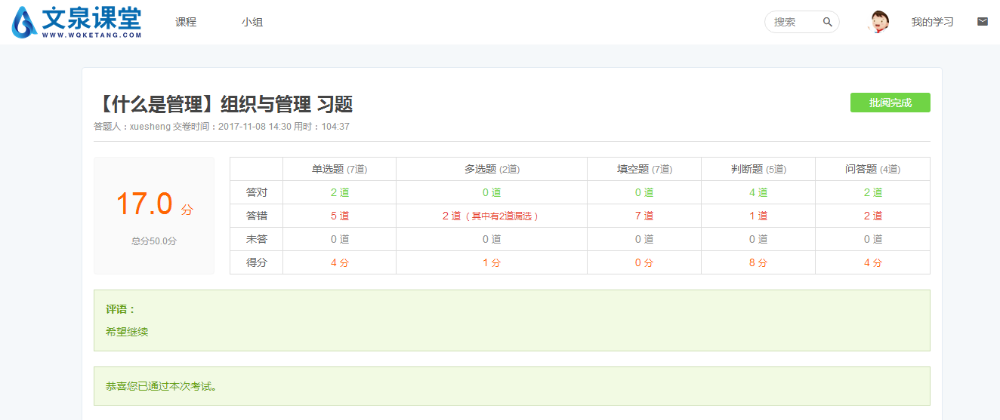 文泉课堂
WWW.WQKETANG.COM
课程 小组 搜索 我的学习
【什么是管理】组织与管理 习题
批阅完成
答题人：xuesheng 交卷时间：2017-11-08 14:30 用时：104:37
17.0 分
总分50.0分
单选题 (7道) 多选题 (2道) 填空题 (7道) 判断题 (5道) 问答题 (4道)
答对 2 道 0 道 0 道 4 道 2 道
答错 5 道 2 道（其中有2道漏选） 7 道 1 道 2 道
未答 0 道 0 道 0 道 0 道 0 道
得分 4 分 1 分 0 分 8 分 4 分
评语：
希望继续
恭喜您已通过本次考试。